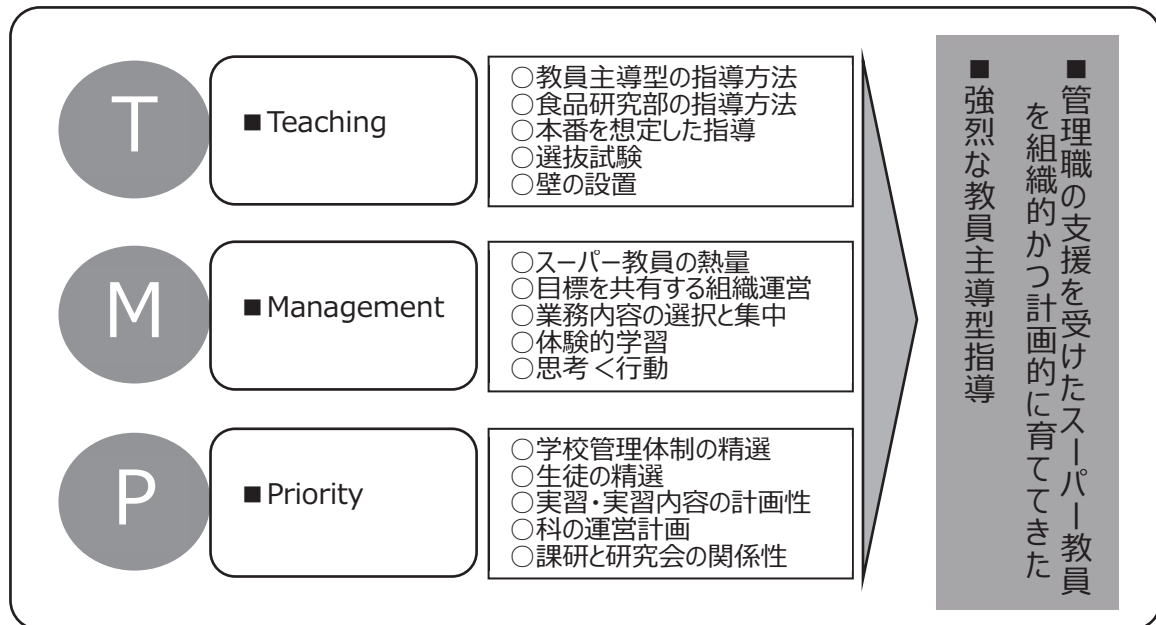 T
■Teaching
○教員主導型の指導方法
○食品研究部の指導方法
○本番を想定した指導
○選抜試験
○壁の設置
M
■Management
○スーパー教員の熱量
○目標を共有する組織運営
○業務内容の選択と集中
○体験的学習
○思考＜行動
P
■Priority
○学校管理体制の精選
○生徒の精選
○実習・実習内容の計画性
○科の運営計画
○課研と研究会の関係性
■管理職の支援を受けたスーパー教員
を組織的かつ計画的に育ててきた
■強烈な教員主導型指導